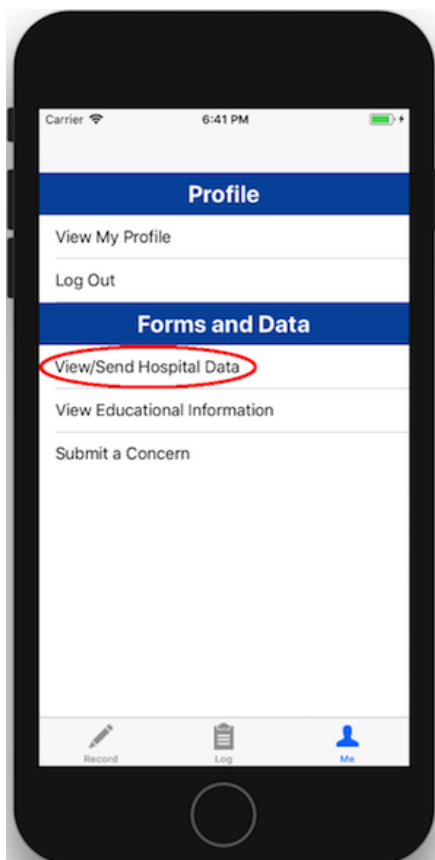 Carrier 6:41 PM
Profile
View My Profile
Log Out
Forms and Data
View/Send Hospital Data
View Educational Information
Submit a Concern
Record Log Me